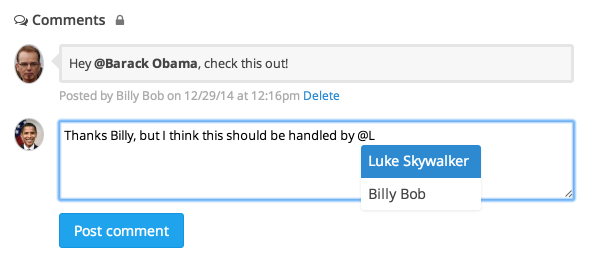 Comments
Hey @Barack Obama, check this out!
Posted by Billy Bob on 12/29/14 at 12:16pm Delete
Thanks Billy, but I think this should be handled by @L
Luke Skywalker
Billy Bob
Post comment